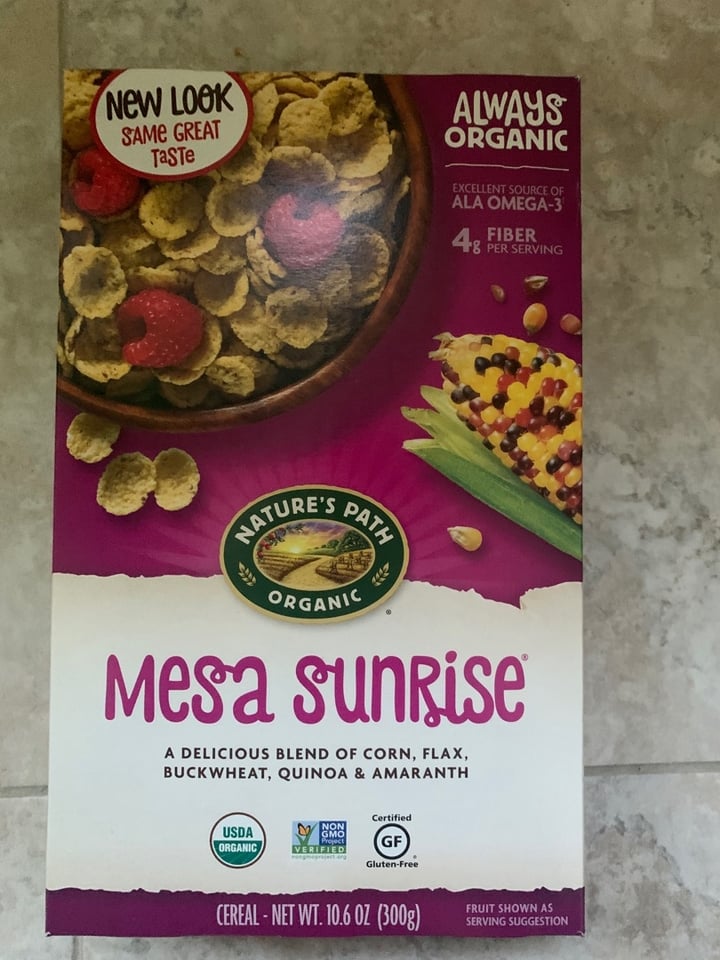 NEW LOOK
SAME GREAT
TaSTe
ALWAYS
ORGANIC
EXCELLENT SOURCE OF
ALA OMEGA-3
4g FIBER
PER SERVING
NATURE'S PATH
ORGANIC
®
Mesa sunRise®
A DELICIOUS BLEND OF CORN, FLAX,
BUCKWHEAT, QUINOA & AMARANTH
USDA
ORGANIC
NON
GMO
Project
VERIFIED
nongmoproject.org
Certified
GF
®
Gluten-Free
CEREAL - NET WT. 10.6 OZ (300g)
FRUIT SHOWN AS
SERVING SUGGESTION